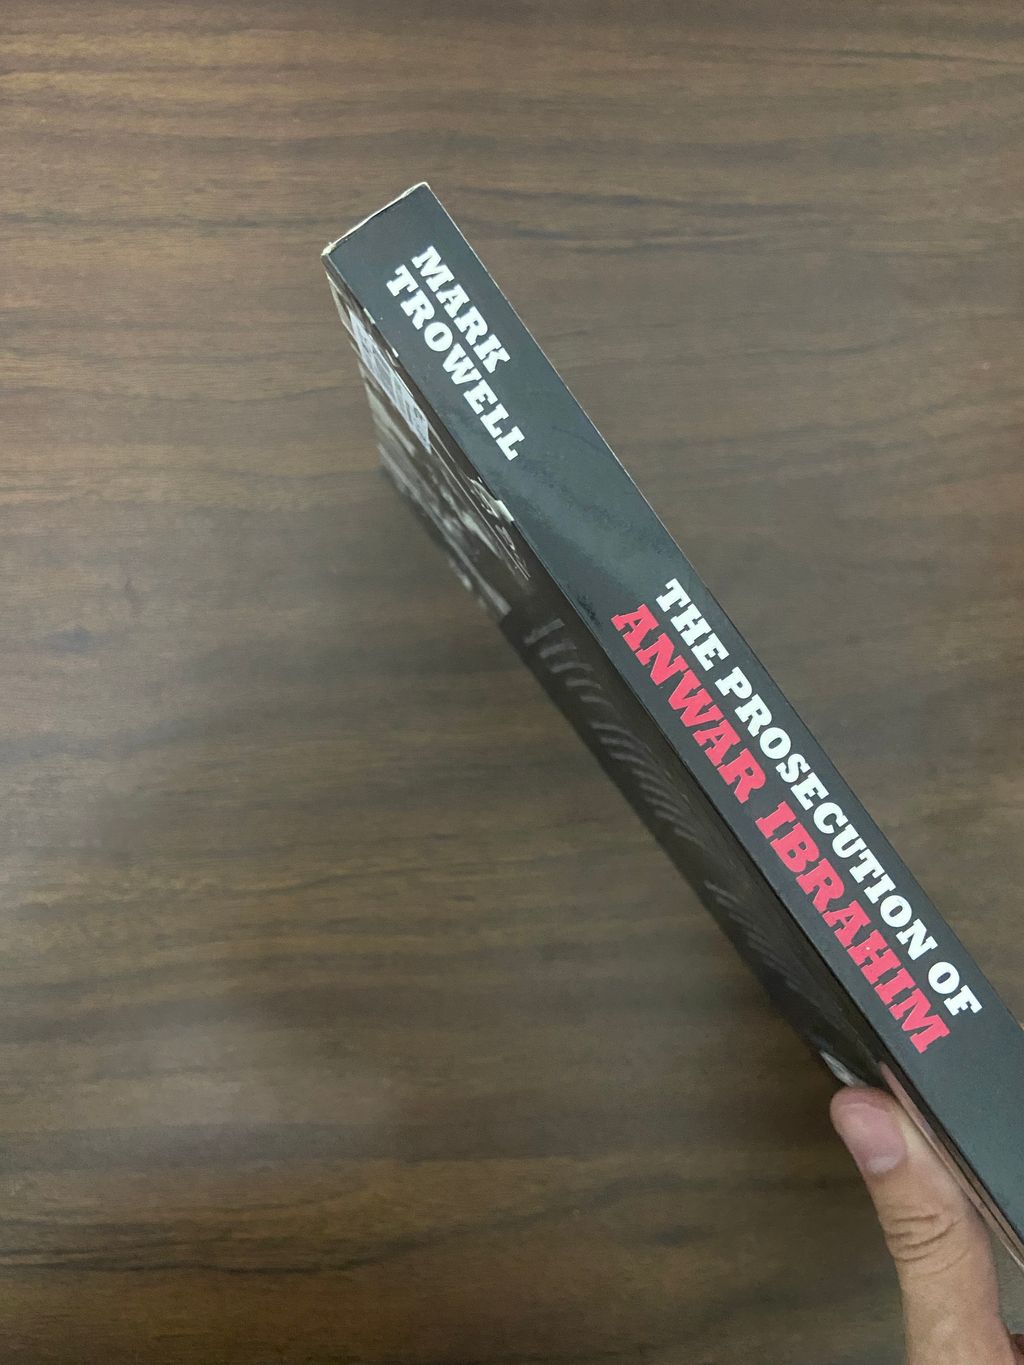 MARK
TROWELL
THE PROSECUTION OF
ANWAR IBRAHIM